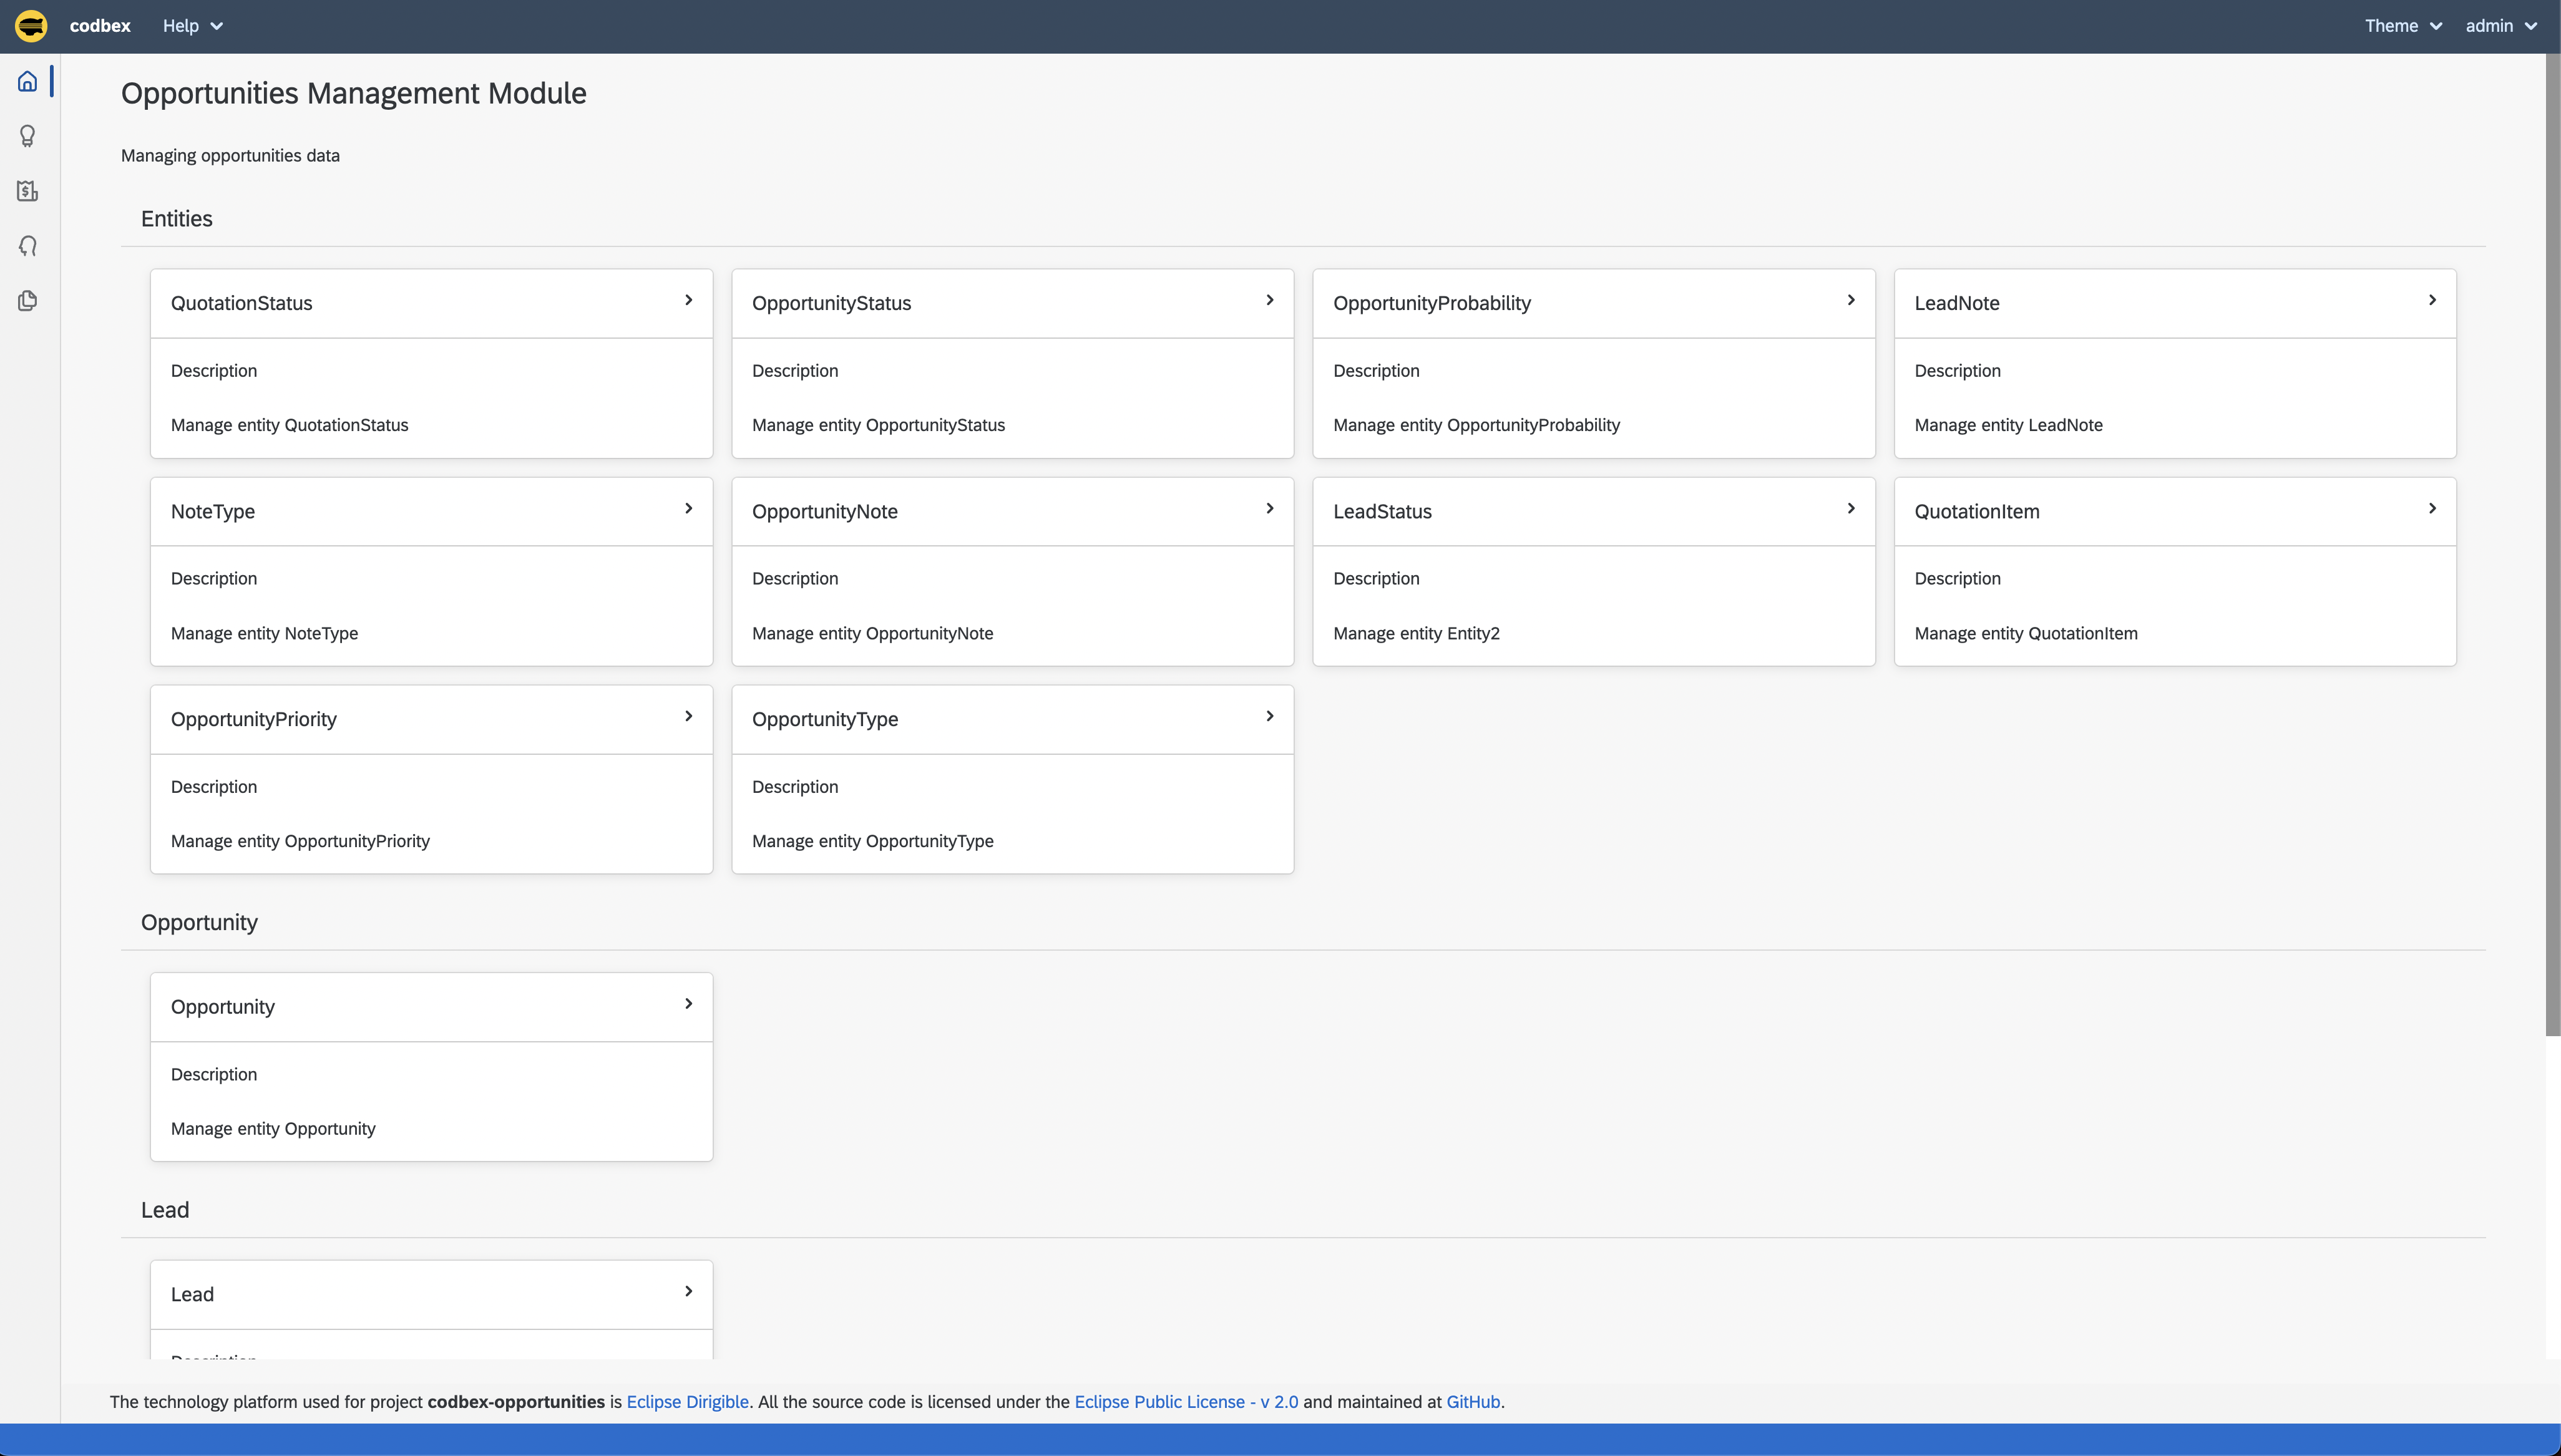 codbex Help Theme admin
Opportunities Management Module
Managing opportunities data
Entities
QuotationStatus
Description
Manage entity QuotationStatus
OpportunityStatus
Description
Manage entity OpportunityStatus
OpportunityProbability
Description
Manage entity OpportunityProbability
LeadNote
Description
Manage entity LeadNote
NoteType
Description
Manage entity NoteType
OpportunityNote
Description
Manage entity OpportunityNote
LeadStatus
Description
Manage entity Entity2
QuotationItem
Description
Manage entity QuotationItem
OpportunityPriority
Description
Manage entity OpportunityPriority
OpportunityType
Description
Manage entity OpportunityType
Opportunity
Opportunity
Description
Manage entity Opportunity
Lead
Lead
Description
The technology platform used for project codbex-opportunities is Eclipse Dirigible. All the source code is licensed under the Eclipse Public License - v 2.0 and maintained at GitHub.